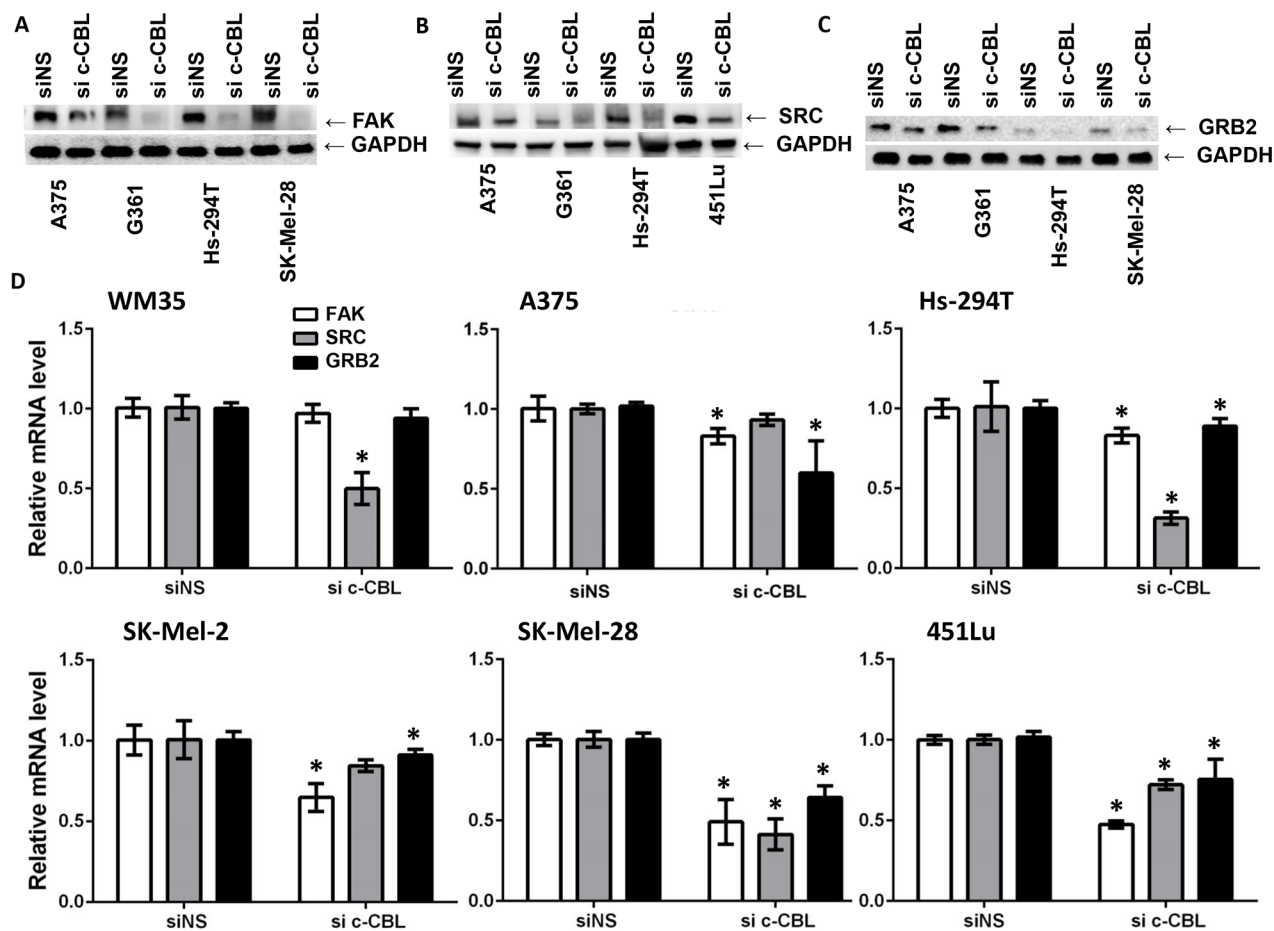 A
siNS
si c-CBL
siNS
si c-CBL
siNS
si c-CBL
siNS
si c-CBL
← FAK
← GAPDH
A375
G361
Hs-294T
SK-Mel-28
B
siNS
si c-CBL
siNS
si c-CBL
siNS
si c-CBL
siNS
si c-CBL
← SRC
← GAPDH
A375
G361
Hs-294T
451Lu
C
siNS
si c-CBL
siNS
si c-CBL
siNS
si c-CBL
siNS
si c-CBL
← GRB2
← GAPDH
A375
G361
Hs-294T
SK-Mel-28
D
WM35
FAK
SRC
GRB2
Relative mRNA level
1.5
1.0
0.5
0.0
*
siNS
si c-CBL
A375
1.5
1.0
0.5
0.0
*
*
siNS
si c-CBL
Hs-294T
1.5
1.0
0.5
0.0
*
*
*
siNS
si c-CBL
SK-Mel-2
Relative mRNA level
1.5
1.0
0.5
0.0
*
*
siNS
si c-CBL
SK-Mel-28
1.5
1.0
0.5
0.0
*
*
*
siNS
si c-CBL
451Lu
1.5
1.0
0.5
0.0
*
*
*
siNS
si c-CBL